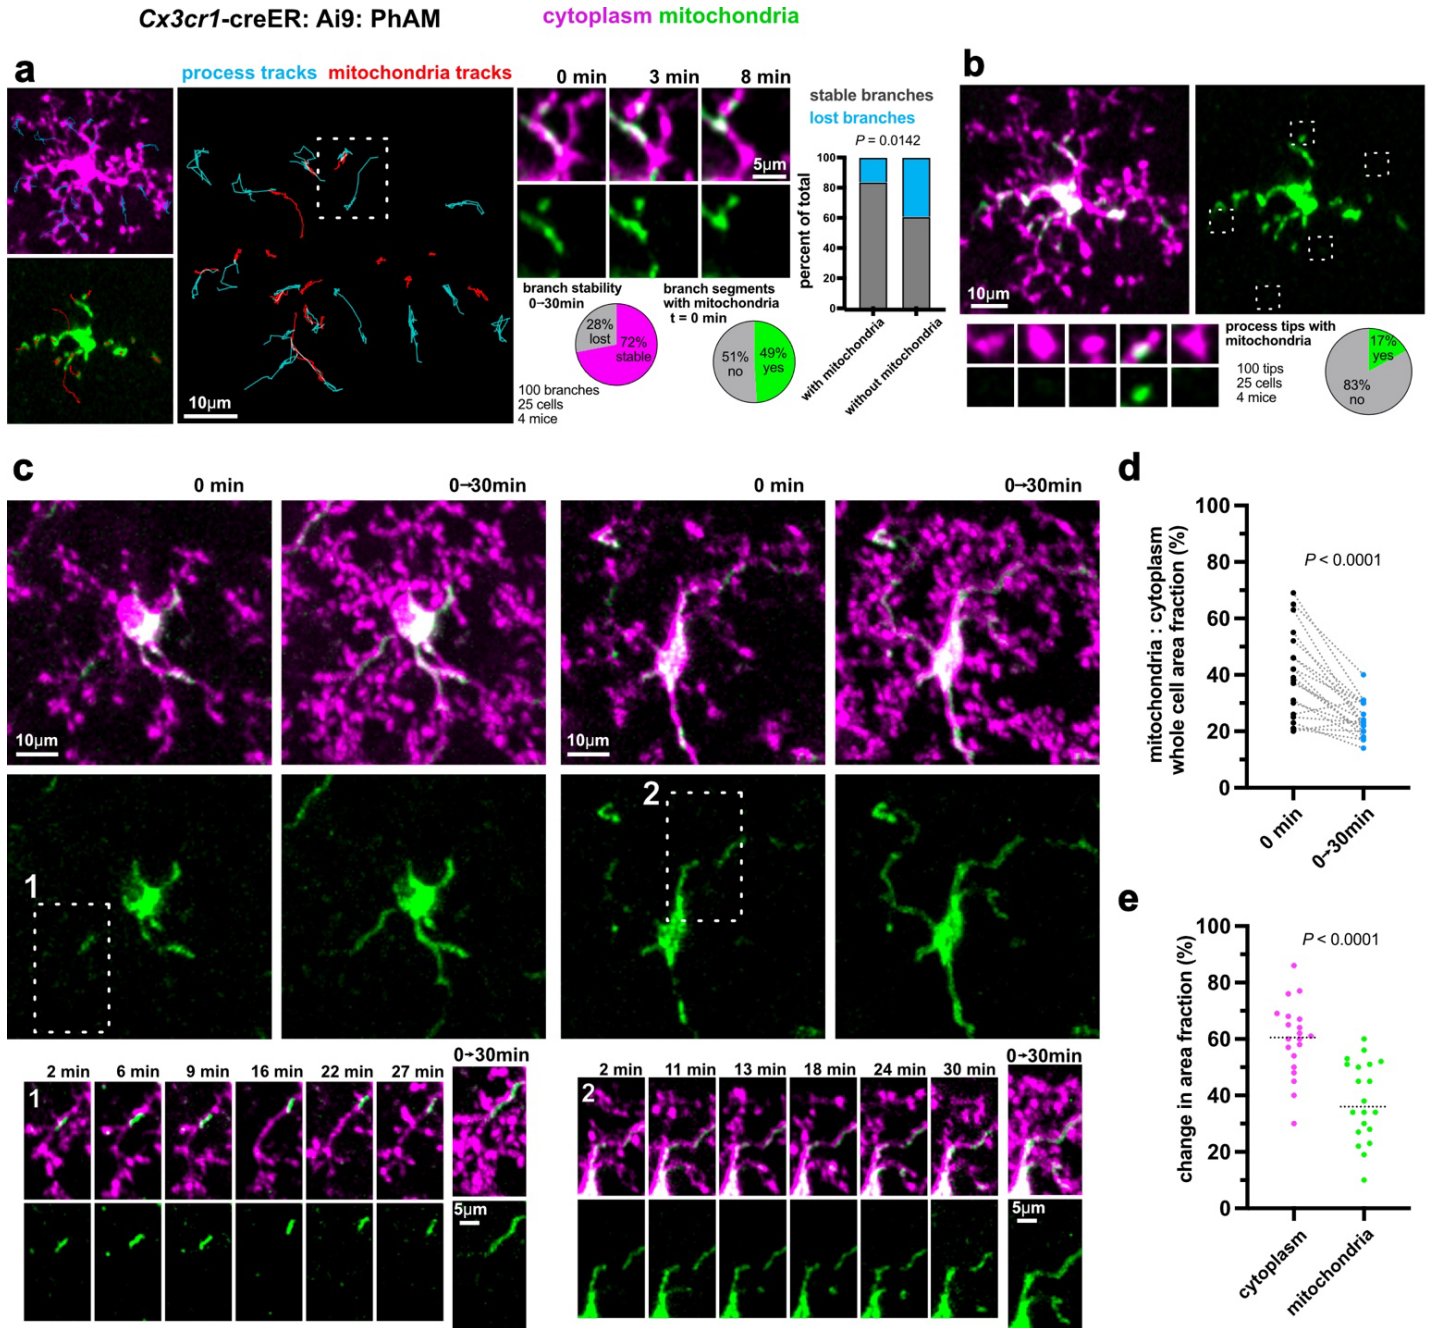 Cx3cr1-creER: Ai9: PhAM
cytoplasm mitochondria
a
process tracks mitochondria tracks
10µm
0 min 3 min 8 min
5µm
branch stability
0→30min
28%
lost
72%
stable
100 branches
25 cells
4 mice
branch segments
with mitochondria
t = 0 min
51%
no
49%
yes
stable branches
lost branches
P = 0.0142
percent of total
100
80
60
40
20
0
with mitochondria
without mitochondria
b
10µm
process tips with
mitochondria
100 tips
25 cells
4 mice
17%
yes
83%
no
c
0 min 0→30min 0 min 0→30min
10µm
10µm
1
2
0→30min
2 min 6 min 9 min 16 min 22 min 27 min
1
5µm
0→30min
2 min 11 min 13 min 18 min 24 min 30 min
2
5µm
d
mitochondria : cytoplasm
whole cell area fraction (%)
100
80
60
40
20
0
P < 0.0001
0 min
0→30min
e
change in area fraction (%)
100
80
60
40
20
0
P < 0.0001
cytoplasm
mitochondria